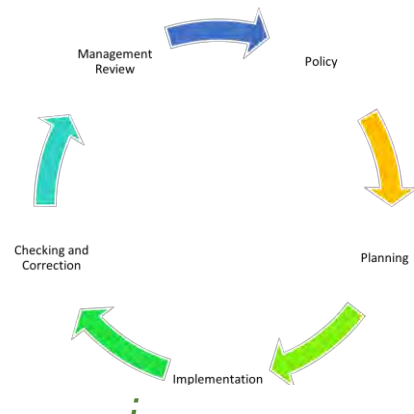 Management
Review
Policy
Planning
Implementation
Checking and
Correction